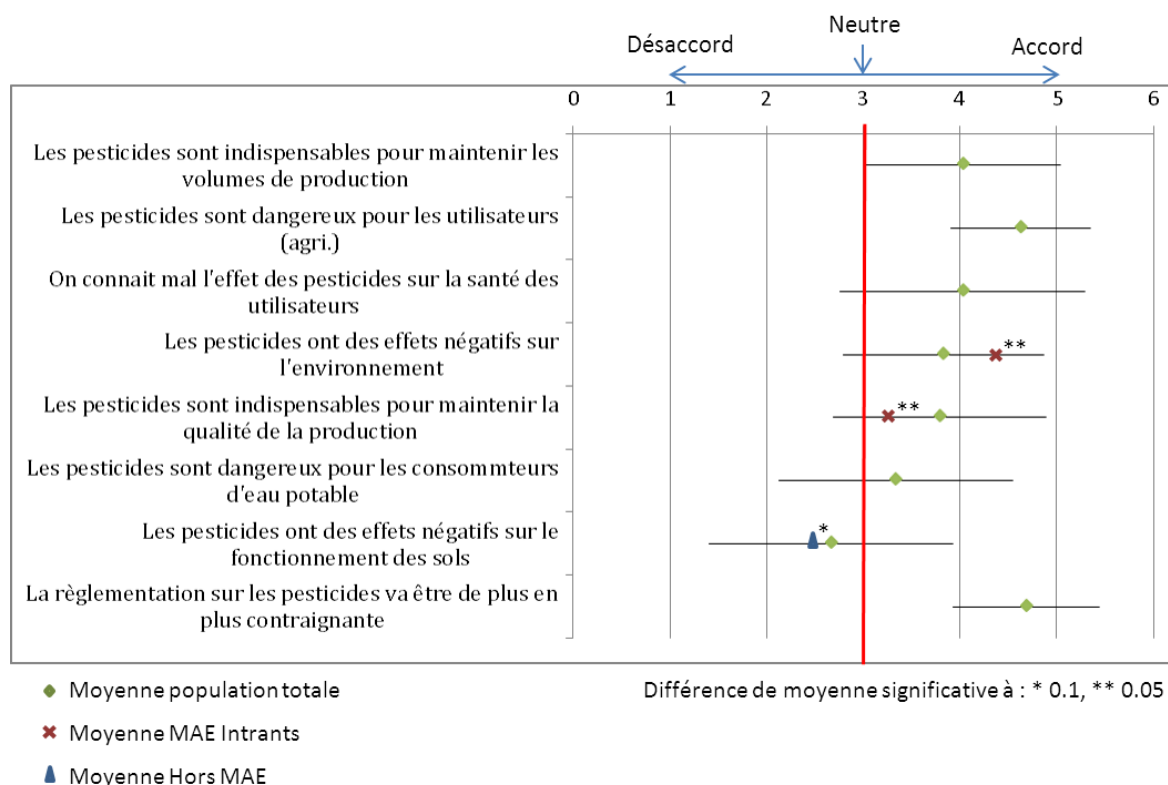 Neutre
Désaccord
Accord
0 1 2 3 4 5 6
Les pesticides sont indispensables pour maintenir les
volumes de production
Les pesticides sont dangereux pour les utilisateurs
(agri.)
On connait mal l'effet des pesticides sur la santé des
utilisateurs
Les pesticides ont des effets négatifs sur
l'environnement
**
Les pesticides sont indispensables pour maintenir la
qualité de la production
**
Les pesticides sont dangereux pour les consommteurs
d'eau potable
Les pesticides ont des effets négatifs sur le
fonctionnement des sols
*
La règlementation sur les pesticides va être de plus en
plus contraignante
Moyenne population totale
Différence de moyenne significative à : * 0.1, ** 0.05
Moyenne MAE Intrants
Moyenne Hors MAE